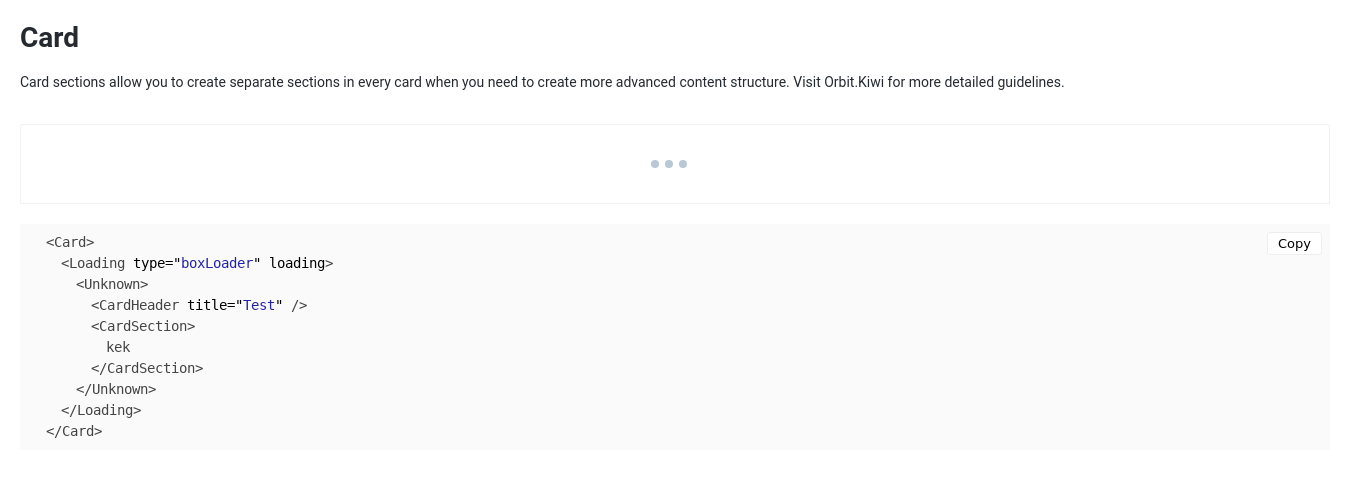 Card
Card sections allow you to create separate sections in every card when you need to create more advanced content structure. Visit Orbit.Kiwi for more detailed guidelines.
Copy
<Card>
<Loading type="boxLoader" loading>
<Unknown>
<CardHeader title="Test" />
<CardSection>
kek
</CardSection>
</Unknown>
</Loading>
</Card>